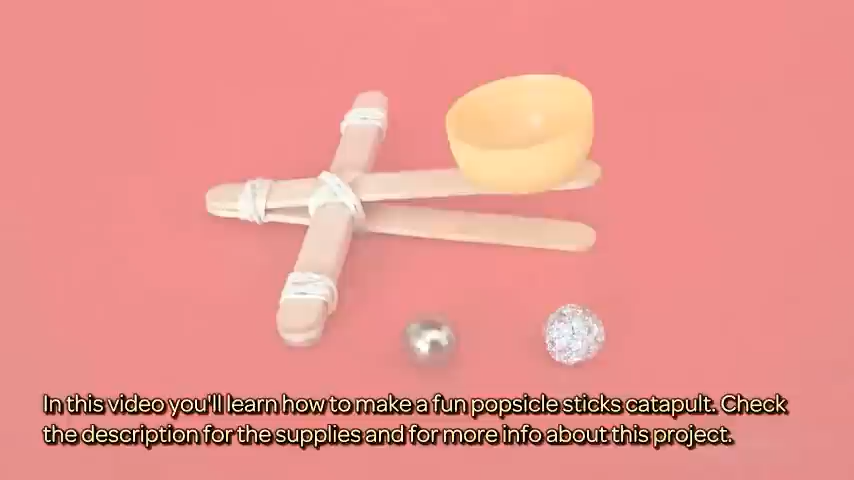 In this video you'll learn how to make a fun popsicle sticks catapult. Check
the description for the supplies and for more info about this project.